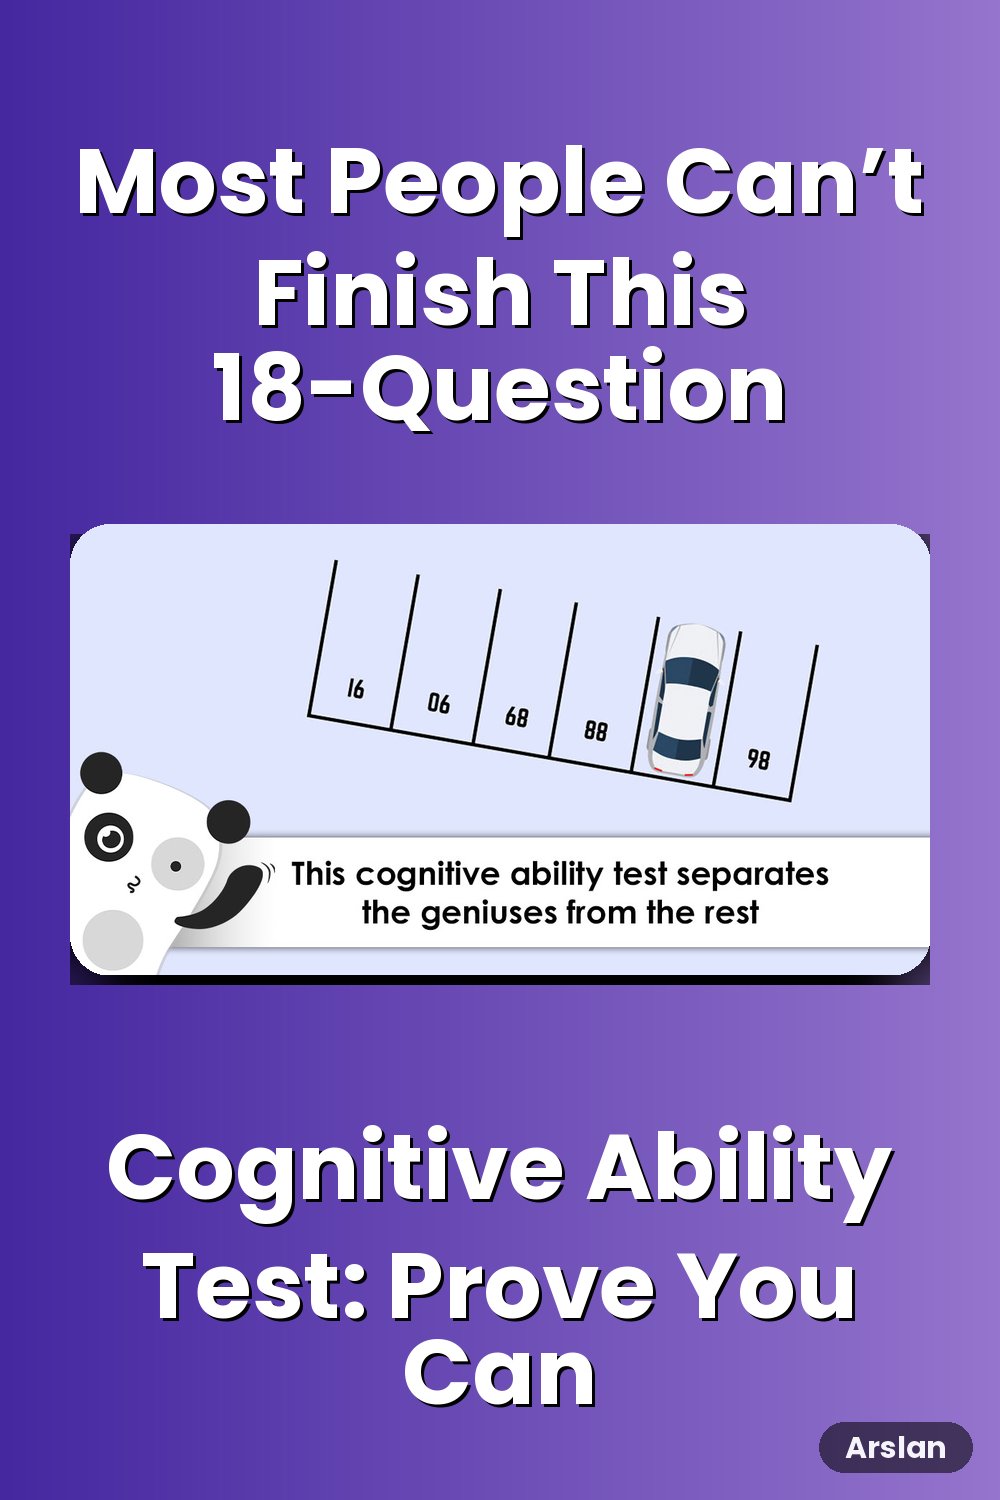 Most People Can’t
Finish This
18-Question
16
06
68
88
98
This cognitive ability test separates
the geniuses from the rest
Cognitive Ability
Test: Prove You
Can
Arslan